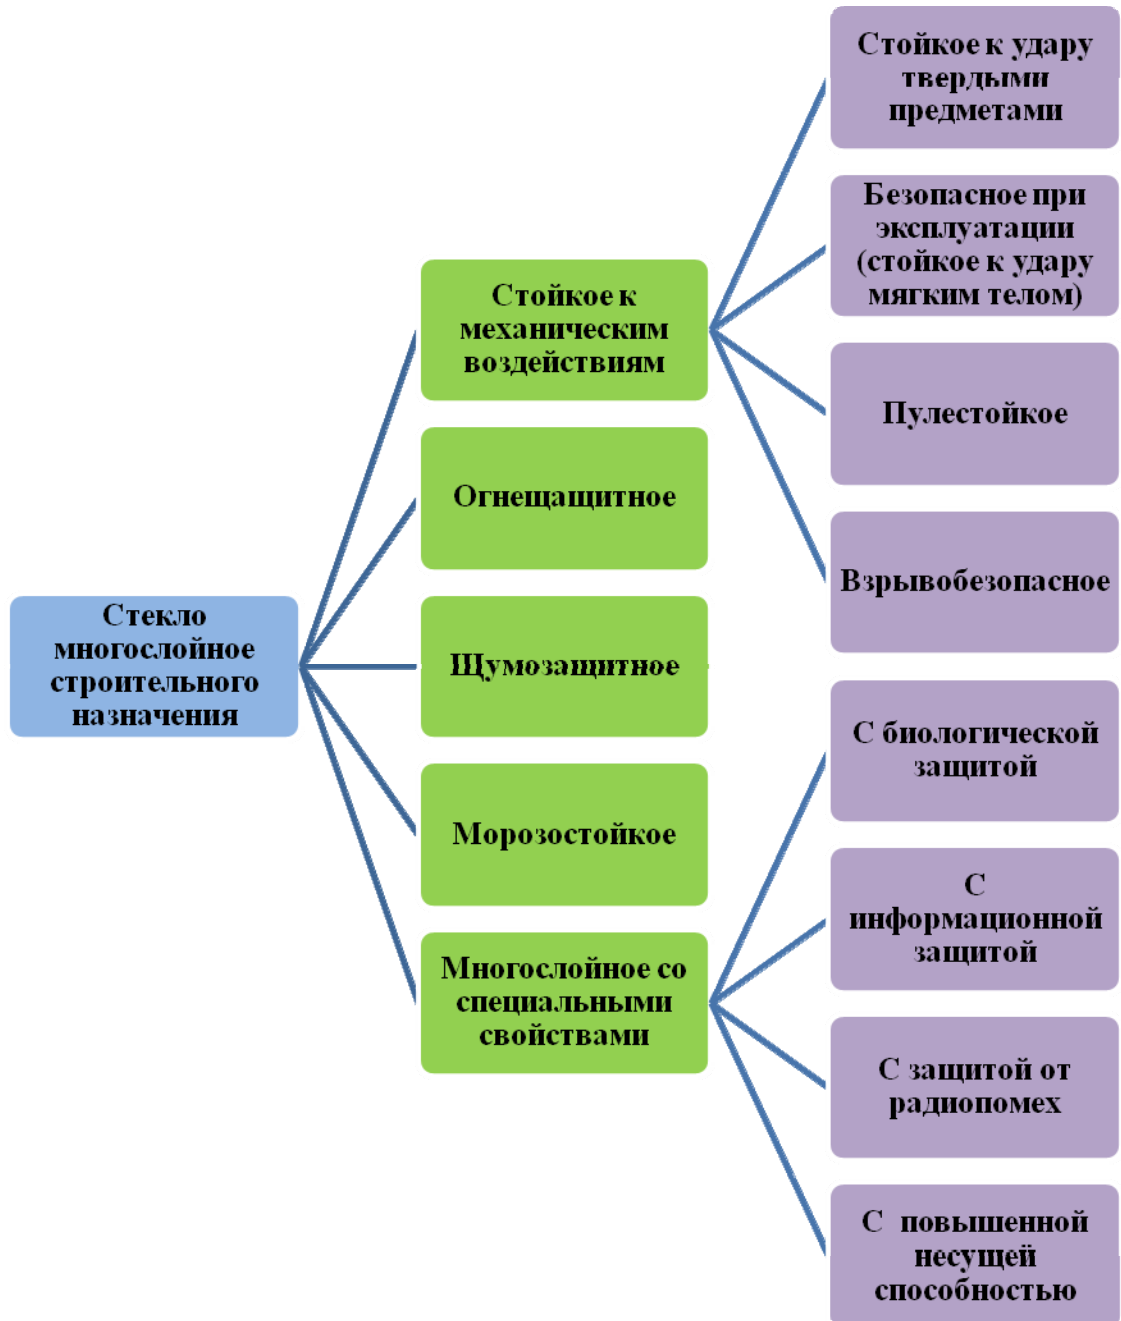 Стекло
многослойное
строительного
назначения
Стойкое к
механическим
воздействиям
Огнещащитное
Щумозащитное
Морозостойкое
Многослойное со
специальными
свойствами
Стойкое к удару
твердыми
предметами
Безопасное при
эксплуатации
(стойкое к удару
мягким телом)
Пулестойкое
Взрывобезопасное
С биологической
защитой
С
информационной
защитой
С защитой от
радиопомех
С повышенной
несущей
способностью